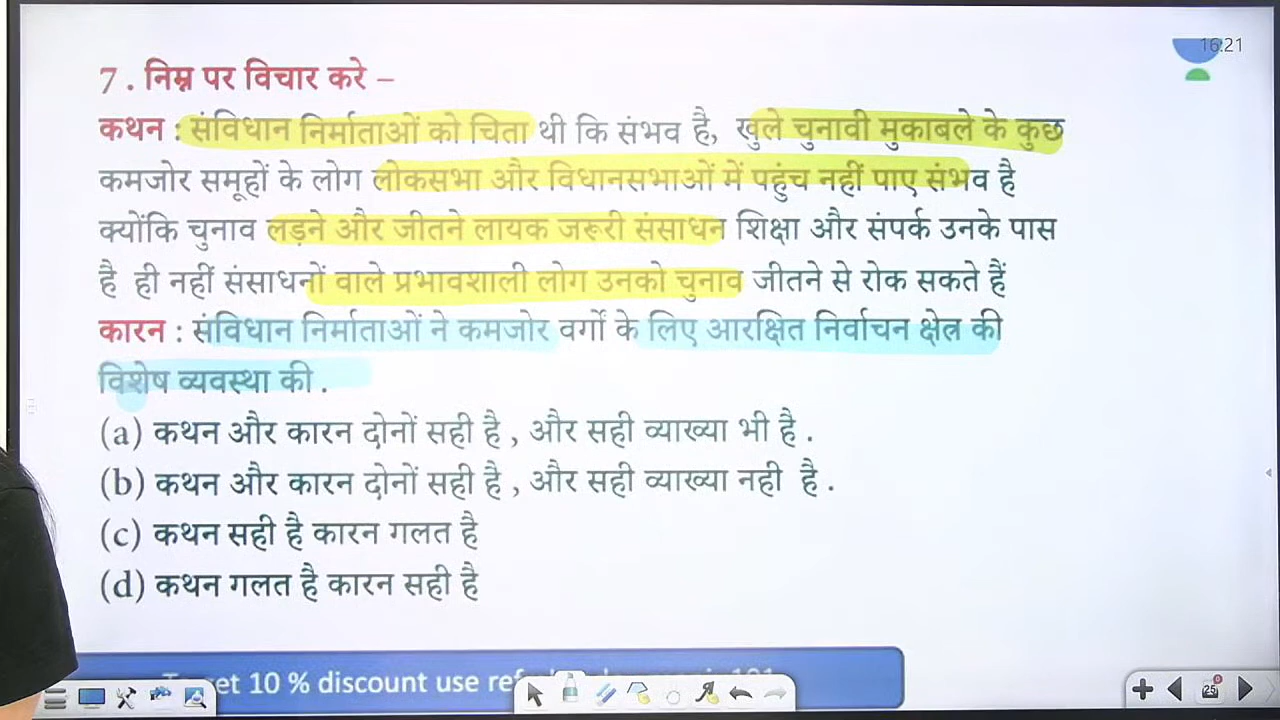 16:21
7 . निम्न पर विचार करे –
कथन : संविधान निर्माताओं को चिता थी कि संभव है, खुले चुनावी मुकाबले के कुछ
कमजोर समूहों के लोग लोकसभा और विधानसभाओं में पहुंच नहीं पाए संभव है
क्योंकि चुनाव लड़ने और जीतने लायक जरूरी संसाधन शिक्षा और संपर्क उनके पास
है ही नहीं संसाधनों वाले प्रभावशाली लोग उनको चुनाव जीतने से रोक सकते हैं
कारन : संविधान निर्माताओं ने कमजोर वर्गों के लिए आरक्षित निर्वाचन क्षेत्र की
विशेष व्यवस्था की .
(a) कथन और कारन दोनों सही है , और सही व्याख्या भी है .
(b) कथन और कारन दोनों सही है , और सही व्याख्या नही है .
(c) कथन सही है कारन गलत है
(d) कथन गलत है कारन सही है
10 % discount use
25